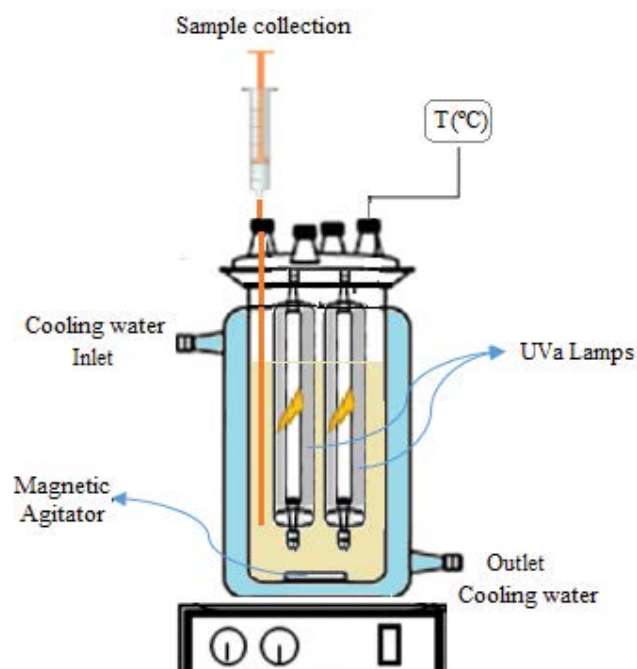 Sample collection
T(ºC)
Cooling water
Inlet
UVa Lamps
Magnetic
Agitator
Outlet
Cooling water